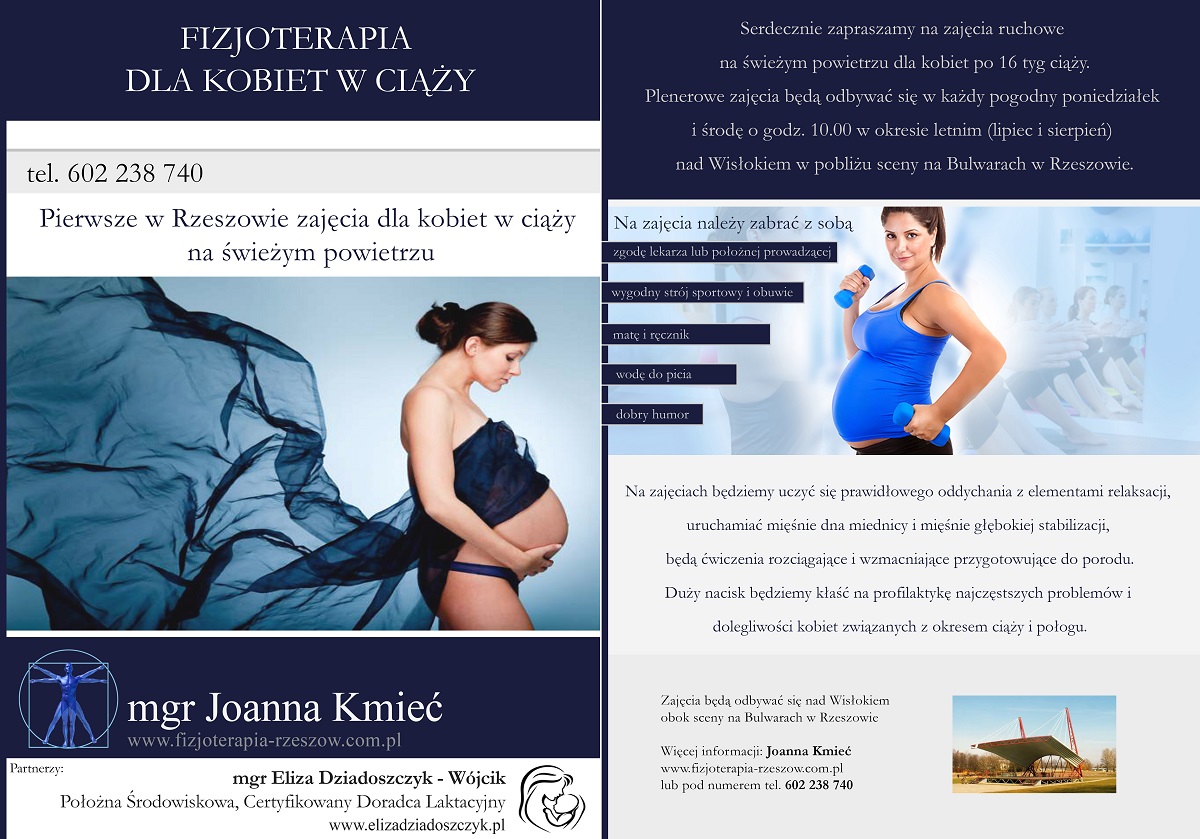 FIZJOTERAPIA
DLA KOBIET W CIĄŻY
tel. 602 238 740
Pierwsze w Rzeszowie zajęcia dla kobiet w ciąży
na świeżym powietrzu
mgr Joanna Kmieć
www.fizjoterapia-rzeszow.com.pl
Partnerzy:
mgr Eliza Dziadoszczyk - Wójcik
Położna Środowiskowa, Certyfikowany Doradca Laktacyjny
www.elizadziadoszczyk.pl
Serdecznie zapraszamy na zajęcia ruchowe
na świeżym powietrzu dla kobiet po 16 tyg ciąży.
Plenerowe zajęcia będą odbywać się w każdy pogodny poniedziałek
i środę o godz. 10.00 w okresie letnim (lipiec i sierpień)
nad Wisłokiem w pobliżu sceny na Bulwarach w Rzeszowie.
Na zajęcia należy zabrać z sobą
zgodę lekarza lub położnej prowadzącej
wygodny strój sportowy i obuwie
matę i ręcznik
wodę do picia
dobry humor
Na zajęciach będziemy uczyć się prawidłowego oddychania z elementami relaksacji,
uruchamiać mięśnie dna miednicy i mięśnie głębokiej stabilizacji,
będą ćwiczenia rozciągające i wzmacniające przygotowujące do porodu.
Duży nacisk będziemy kłaść na profilaktykę najczęstszych problemów i
dolegliwości kobiet związanych z okresem ciąży i połogu.
Zajęcia będą odbywać się nad Wisłokiem
obok sceny na Bulwarach w Rzeszowie
Więcej informacji: Joanna Kmieć
www.fizjoterapia-rzeszow.com.pl
lub pod numerem tel. 602 238 740